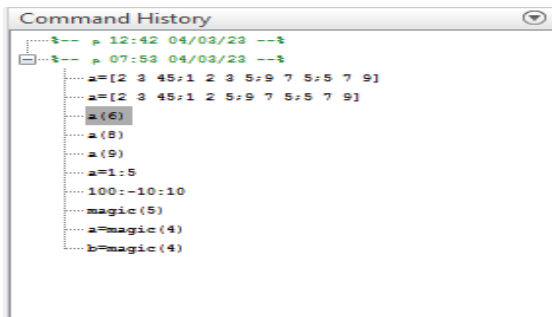 Command History
%-- م 12:42 04/03/23 --%
%-- م 07:53 04/03/23 --%
a=[2 3 45;1 2 3 5;9 7 5;5 7 9]
a=[2 3 45;1 2 5;9 7 5;5 7 9]
a(6)
a(8)
a(9)
a=1:5
100:-10:10
magic(5)
a=magic(4)
b=magic(4)